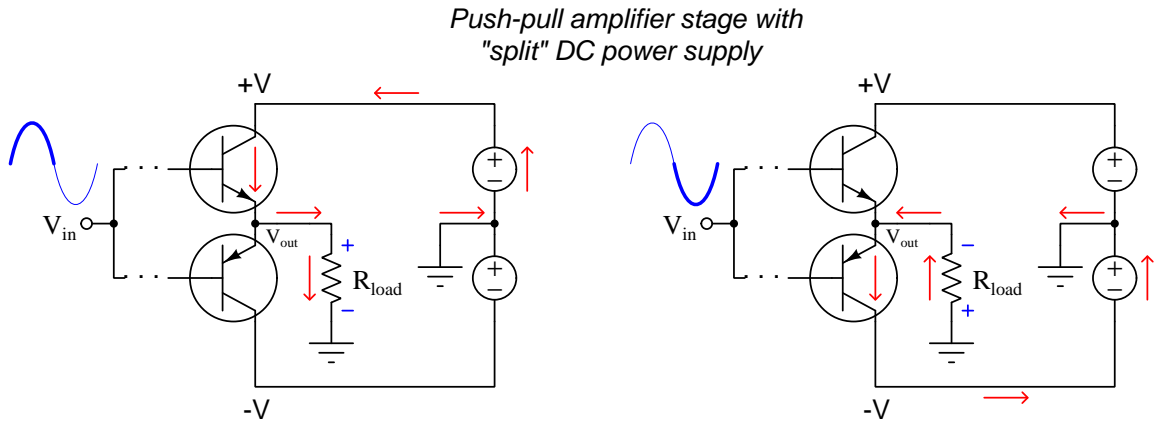 Push-pull amplifier stage with
"split" DC power supply
+V
+
-
V_in
V_out
+
R_load
-
+
-
-V
+V
+
-
V_in
V_out
-
R_load
+
+
-
-V